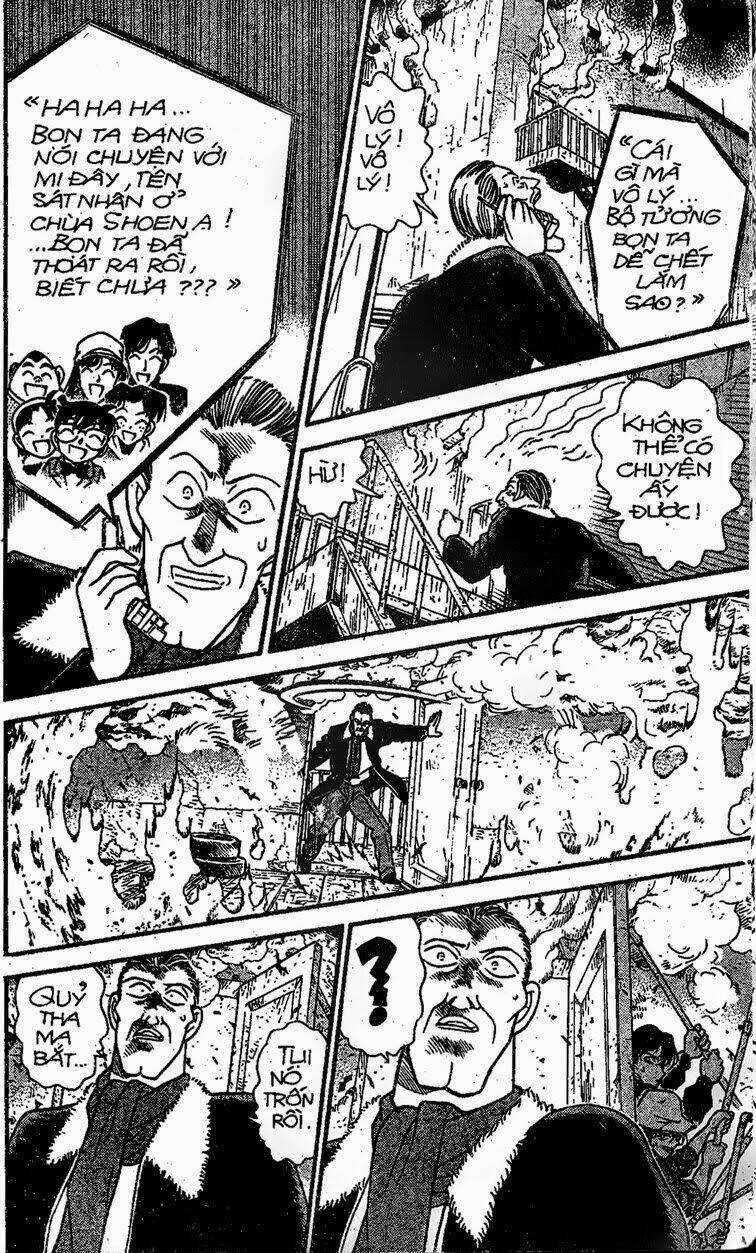 “HA HA HA...
BỌN TA ĐANG
NÓI CHUYỆN VỚI
MI ĐÂY, TÊN
SÁT NHÂN Ở
CHÙA SHOEN A!
...BỌN TA ĐÃ
THOÁT RA RỒI,
BIẾT CHƯA ???”
VÔ
LÝ!
VÔ
LÝ!
“CÁI
GÌ MÀ
VÔ LÝ...
BỘ TƯỞNG
BỌN TA
DỄ CHẾT
LẮM
SAO?”
HỪ!
KHÔNG
THỂ CÓ
CHUYỆN
ẤY
ĐƯỢC!
QUỶ
THA
MA
BẮT...
TỤI
NÓ
TRỐN
RỒI.
?!